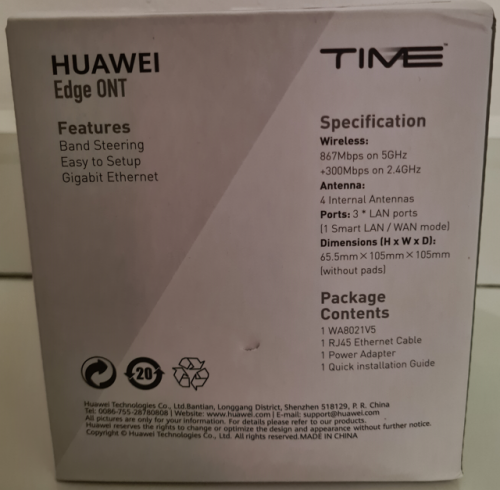 HUAWEI
Edge ONT
Features
Band Steering
Easy to Setup
Gigabit Ethernet
TIME™
Specification
Wireless:
867Mbps on 5GHz
+300Mbps on 2.4GHz
Antenna:
4 Internal Antennas
Ports: 3 * LAN ports
(1 Smart LAN / WAN mode)
Dimensions (H x W x D):
65.5mm×105mm×105mm
(without pads)
Package
Contents
1 WA8021V5
1 RJ45 Ethernet Cable
1 Power Adapter
1 Quick installation Guide
20
Huawei Technologies Co., Ltd.Bantian, Longgang District, Shenzhen 518129, P. R. China
Tel: 0086-755-28780808 | Website: www.huawei.com | E-mail: support@huawei.com
All pictures are only for your information. For details please refer to our products.
Huawei reserves the rights to change or optimize the design and appearance without further notice.
Copyright © Huawei Technologies Co., Ltd. All rights reserved.MADE IN CHINA